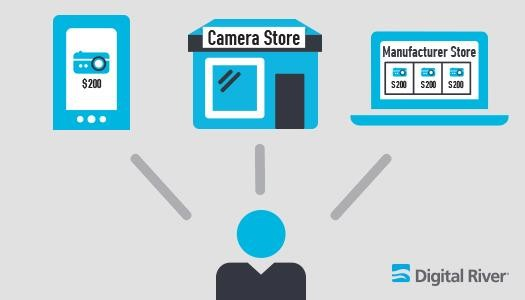 Camera Store
Manufacturer Store
$200
$200 $200 $200
Digital River